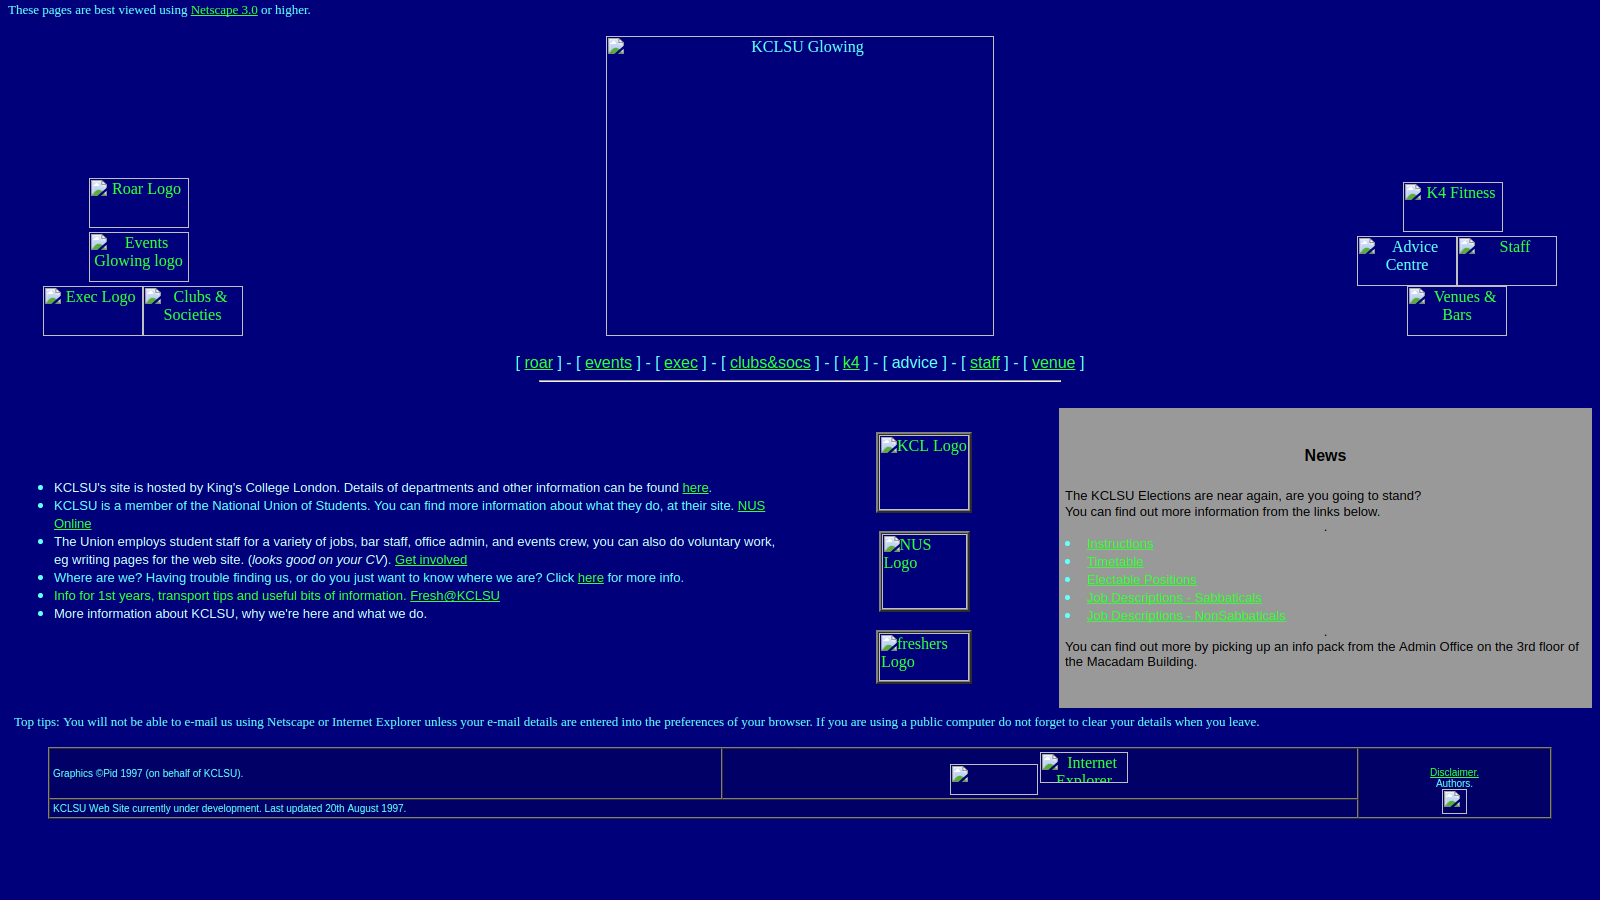 These pages are best viewed using Netscape 3.0 or higher.
KCLSU Glowing
Roar Logo
Events
Glowing logo
Exec Logo
Clubs &
Societies
K4 Fitness
Advice
Centre
Staff
Venues &
Bars
[ roar ] - [ events ] - [ exec ] - [ clubs&socs ] - [ k4 ] - [ advice ] - [ staff ] - [ venue ]
KCLSU's site is hosted by King's College London. Details of departments and other information can be found here.
KCLSU is a member of the National Union of Students. You can find more information about what they do, at their site. NUS
Online
The Union employs student staff for a variety of jobs, bar staff, office admin, and events crew, you can also do voluntary work,
eg writing pages for the web site. (looks good on your CV). Get involved
Where are we? Having trouble finding us, or do you just want to know where we are? Click here for more info.
Info for 1st years, transport tips and useful bits of information. Fresh@KCLSU
More information about KCLSU, why we're here and what we do.
KCL Logo
NUS
Logo
freshers
Logo
News
The KCLSU Elections are near again, are you going to stand?
You can find out more information from the links below.
.
Instructions
Timetable
Electable Positions
Job Descriptions - Sabbaticals
Job Descriptions - NonSabbaticals
.
You can find out more by picking up an info pack from the Admin Office on the 3rd floor of
the Macadam Building.
Top tips: You will not be able to e-mail us using Netscape or Internet Explorer unless your e-mail details are entered into the preferences of your browser. If you are using a public computer do not forget to clear your details when you leave.
Graphics ©Pid 1997 (on behalf of KCLSU).
Internet
Explorer
Disclaimer.
Authors.
KCLSU Web Site currently under development. Last updated 20th August 1997.